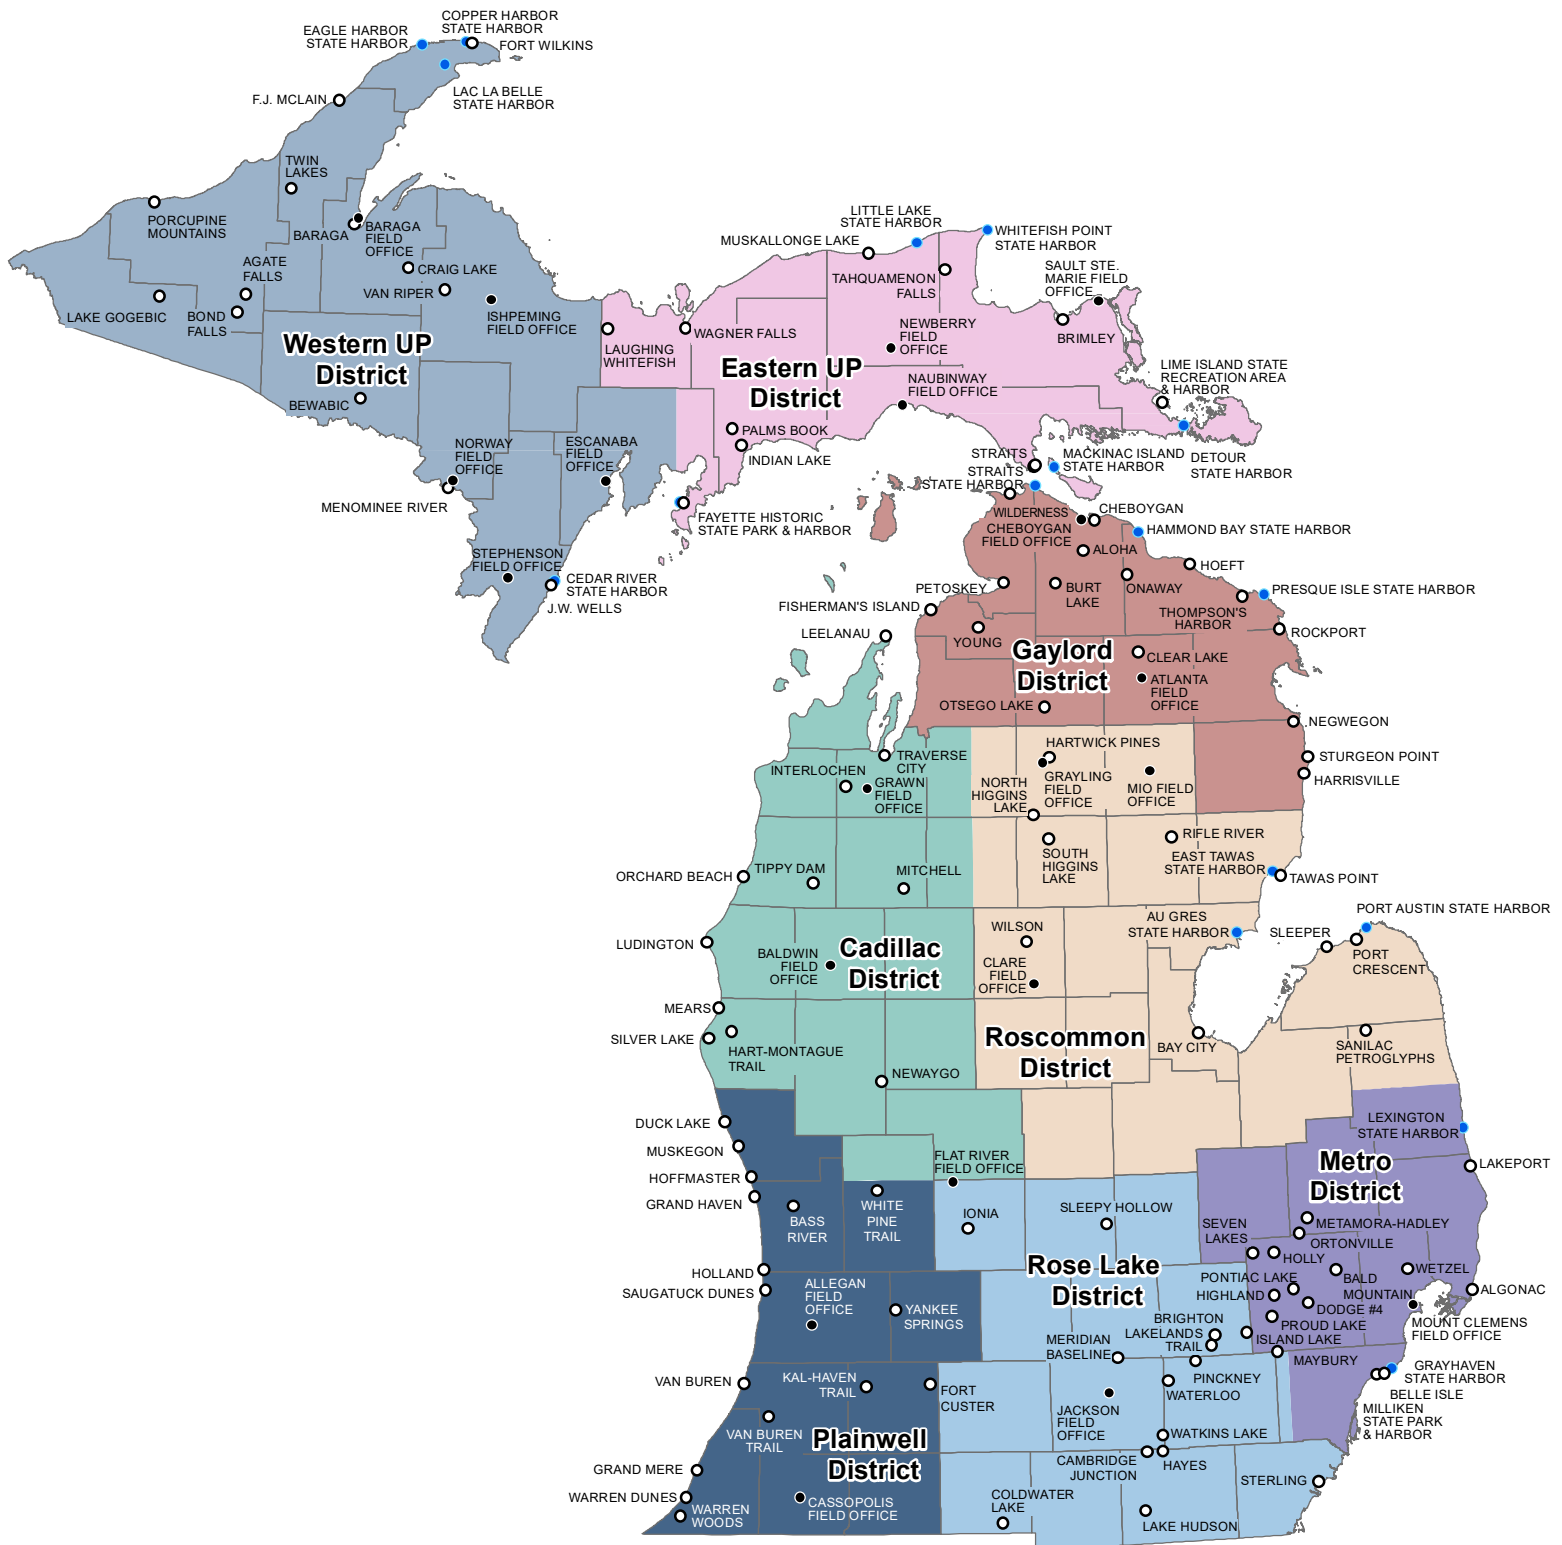 COPPER HARBOR
STATE HARBOR
EAGLE HARBOR
STATE HARBOR
FORT WILKINS
LAC LA BELLE
STATE HARBOR
F.J. MCLAIN
TWIN
LAKES
PORCUPINE
MOUNTAINS
BARAGA
BARAGA
FIELD
OFFICE
AGATE
FALLS
CRAIG LAKE
VAN RIPER
LAKE GOGEBIC
BOND
FALLS
ISHPEMING
FIELD OFFICE
Western UP
District
BEWABIC
NORWAY
FIELD
OFFICE
ESCANABA
FIELD
OFFICE
MENOMINEE RIVER
STEPHENSON
FIELD OFFICE
CEDAR RIVER
STATE HARBOR
J.W. WELLS
LITTLE LAKE
STATE HARBOR
MUSKALLONGE LAKE
WHITEFISH POINT
STATE HARBOR
TAHQUAMENON
FALLS
SAULT STE.
MARIE FIELD
OFFICE
LAUGHING
WHITEFISH
WAGNER FALLS
NEWBERRY
FIELD
OFFICE
BRIMLEY
Eastern UP
District
NAUBINWAY
FIELD OFFICE
LIME ISLAND STATE
RECREATION AREA
& HARBOR
PALMS BOOK
INDIAN LAKE
STRAITS
MACKINAC ISLAND
STATE HARBOR
DETOUR
STATE HARBOR
STRAITS
STATE HARBOR
FAYETTE HISTORIC
STATE PARK & HARBOR
WILDERNESS
CHEBOYGAN
CHEBOYGAN
FIELD OFFICE
HAMMOND BAY STATE HARBOR
ALOHA
HOEFT
PETOSKEY
BURT
LAKE
ONAWAY
PRESQUE ISLE STATE HARBOR
FISHERMAN'S ISLAND
THOMPSON'S
HARBOR
LEELANAU
YOUNG
ROCKPORT
Gaylord
District
CLEAR LAKE
ATLANTA
FIELD
OFFICE
OTSEGO LAKE
NEGWEGON
TRAVERSE
CITY
HARTWICK PINES
STURGEON POINT
INTERLOCHEN
GRAWN
FIELD
OFFICE
NORTH
HIGGINS
LAKE
GRAYLING
FIELD
OFFICE
MIO FIELD
OFFICE
HARRISVILLE
RIFLE RIVER
SOUTH
HIGGINS
LAKE
EAST TAWAS
STATE HARBOR
TAWAS POINT
ORCHARD BEACH
TIPPY DAM
MITCHELL
AU GRES
STATE HARBOR
PORT AUSTIN STATE HARBOR
LUDINGTON
WILSON
SLEEPER
PORT
CRESCENT
BALDWIN
FIELD
OFFICE
Cadillac
District
CLARE
FIELD
OFFICE
MEARS
SILVER LAKE
HART-MONTAGUE
TRAIL
Roscommon
District
BAY CITY
SANILAC
PETROGLYPHS
NEWAYGO
DUCK LAKE
LEXINGTON
STATE HARBOR
MUSKEGON
FLAT RIVER
FIELD OFFICE
Metro
District
LAKEPORT
HOFFMASTER
GRAND HAVEN
BASS
RIVER
WHITE
PINE
TRAIL
IONIA
SLEEPY HOLLOW
SEVEN
LAKES
METAMORA-HADLEY
ORTONVILLE
HOLLY
HOLLAND
SAUGATUCK DUNES
ALLEGAN
FIELD
OFFICE
YANKEE
SPRINGS
Rose Lake
District
PONTIAC LAKE
HIGHLAND
BALD
MOUNTAIN
WETZEL
ALGONAC
DODGE #4
PROUD LAKE
MOUNT CLEMENS
FIELD OFFICE
BRIGHTON
LAKELANDS
TRAIL
ISLAND LAKE
MERIDIAN
BASELINE
MAYBURY
GRAYHAVEN
STATE HARBOR
BELLE ISLE
MILLIKEN
STATE PARK
& HARBOR
VAN BUREN
KAL-HAVEN
TRAIL
FORT
CUSTER
PINCKNEY
WATERLOO
JACKSON
FIELD
OFFICE
VAN BUREN
TRAIL
Plainwell
District
WATKINS LAKE
CAMBRIDGE
JUNCTION
HAYES
GRAND MERE
STERLING
WARREN DUNES
WARREN
WOODS
CASSOPOLIS
FIELD OFFICE
COLDWATER
LAKE
LAKE HUDSON